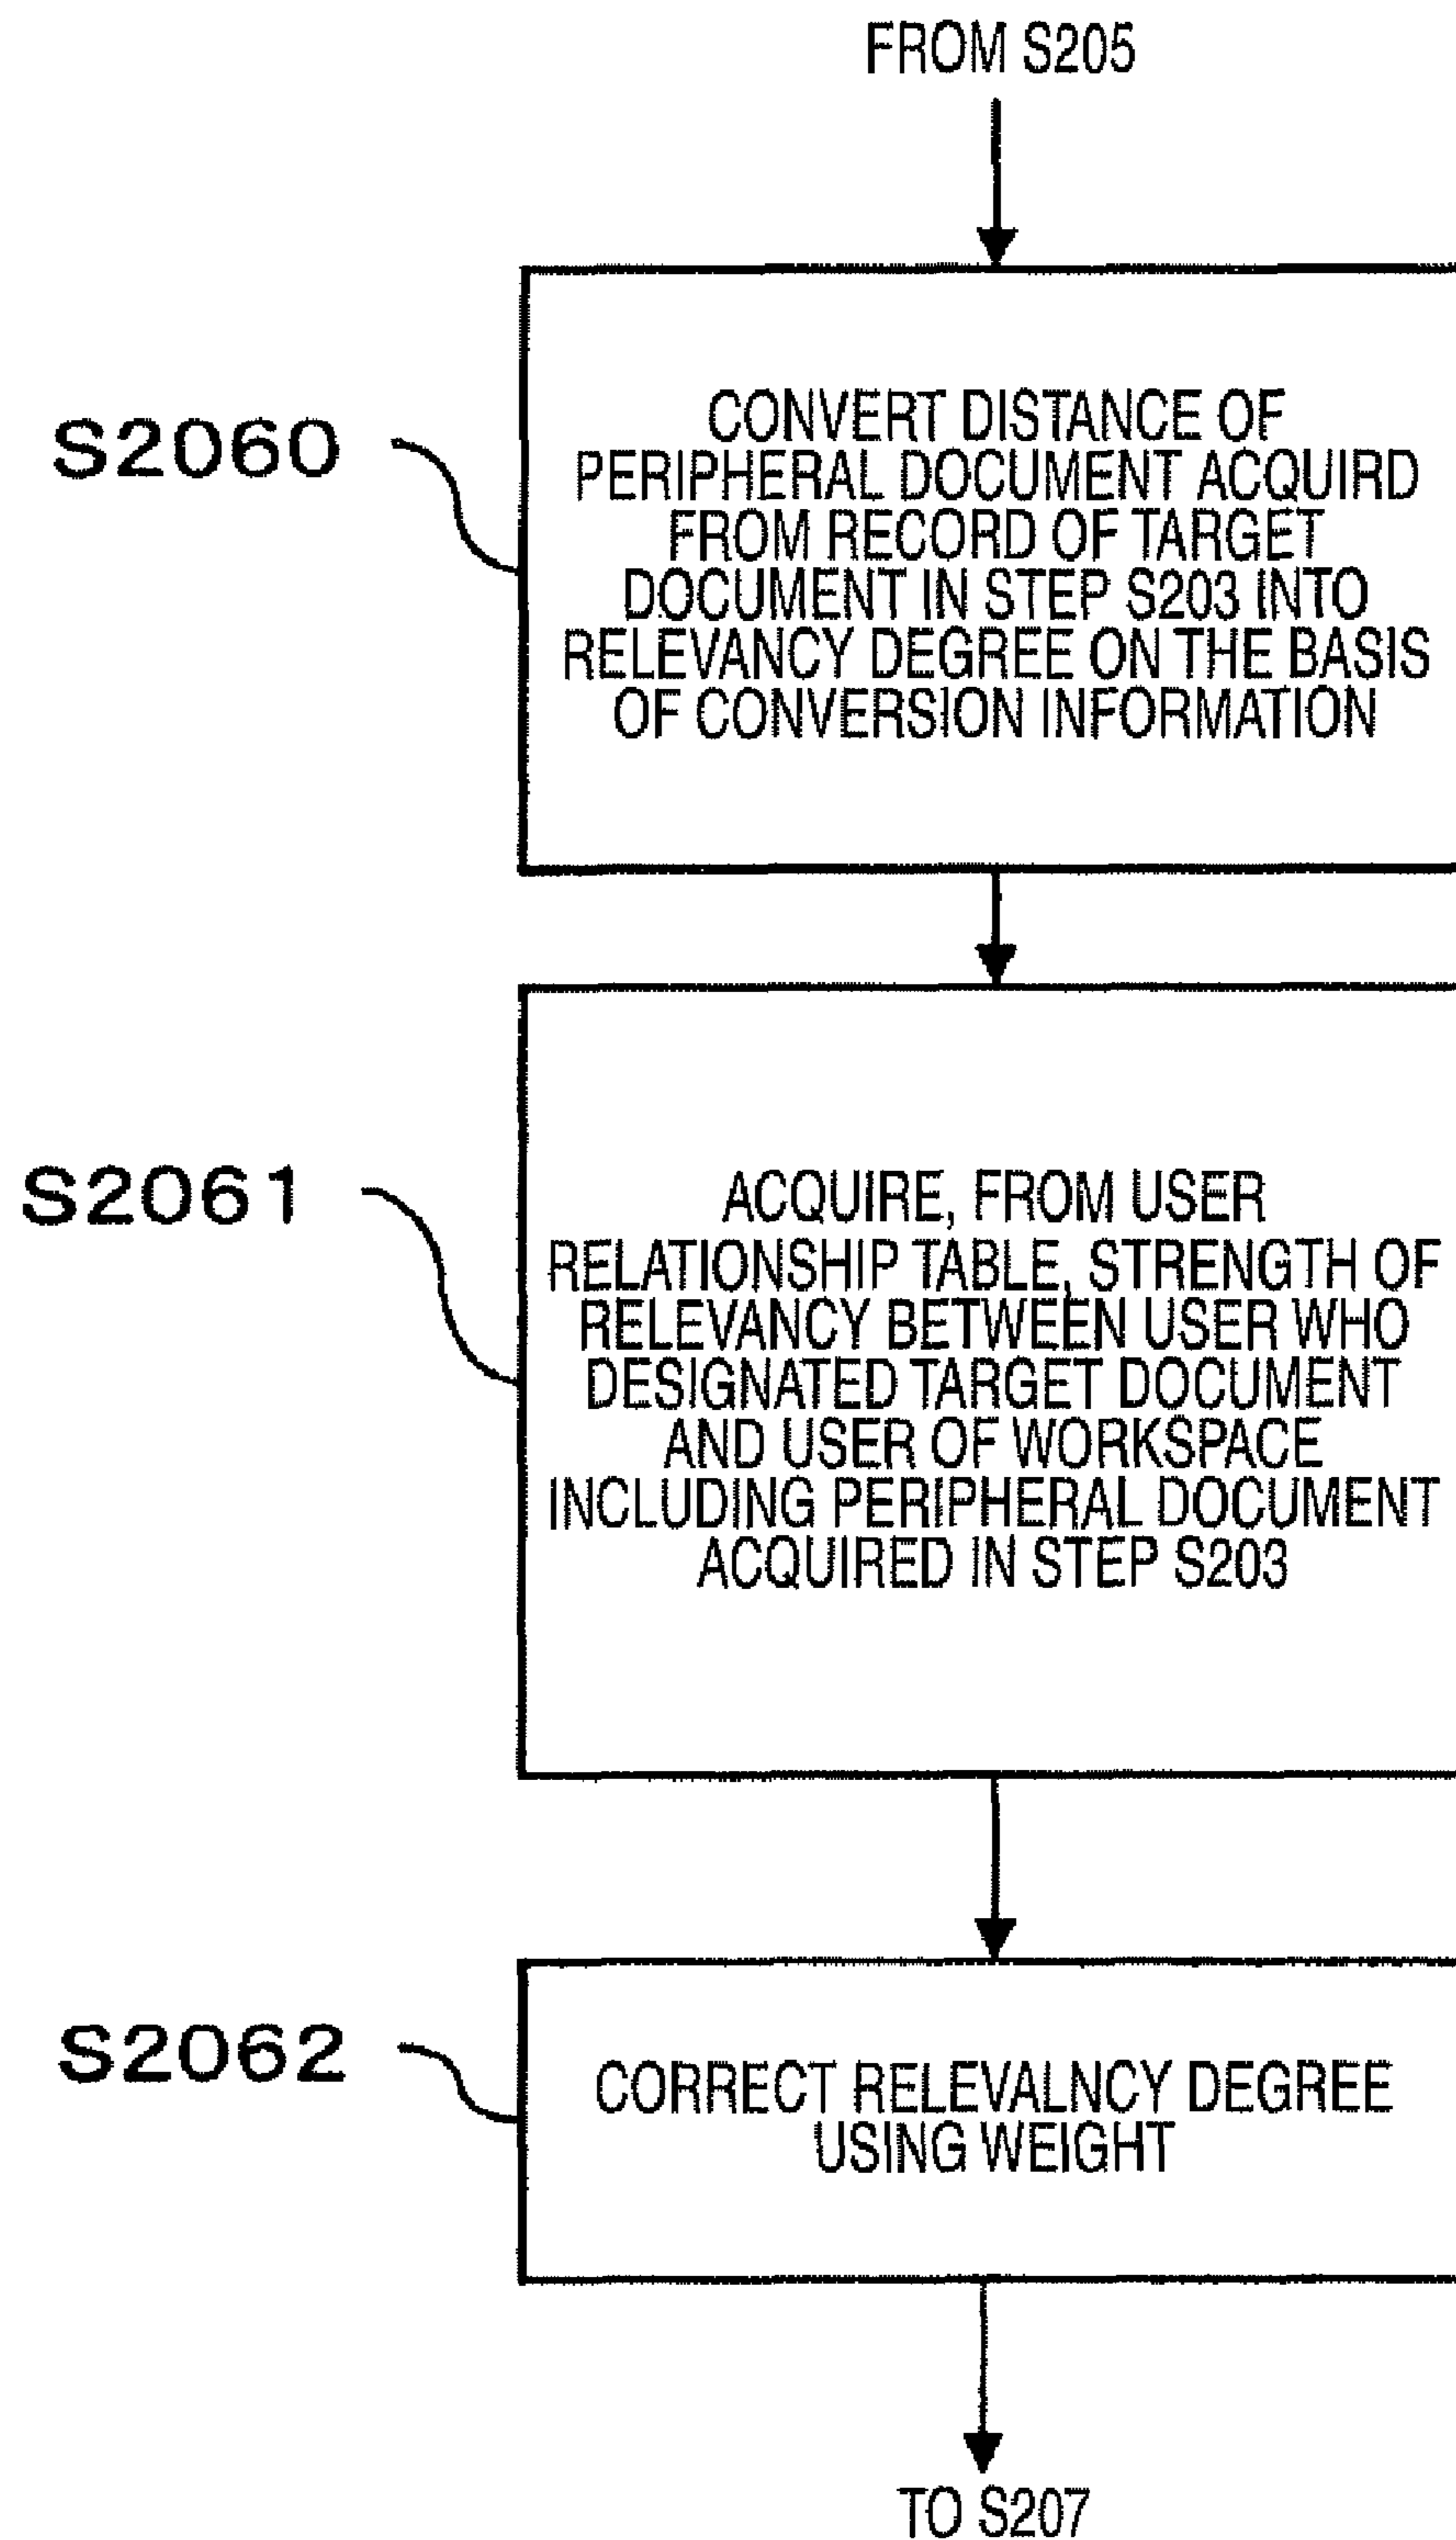 FROM S205
S2060
CONVERT DISTANCE OF
PERIPHERAL DOCUMENT ACQUIRD
FROM RECORD OF TARGET
DOCUMENT IN STEP S203 INTO
RELEVANCY DEGREE ON THE BASIS
OF CONVERSION INFORMATION
S2061
ACQUIRE, FROM USER
RELATIONSHIP TABLE, STRENGTH OF
RELEVANCY BETWEEN USER WHO
DESIGNATED TARGET DOCUMENT
AND USER OF WORKSPACE
INCLUDING PERIPHERAL DOCUMENT
ACQUIRED IN STEP S203
S2062
CORRECT RELEVALNCY DEGREE
USING WEIGHT
TO S207